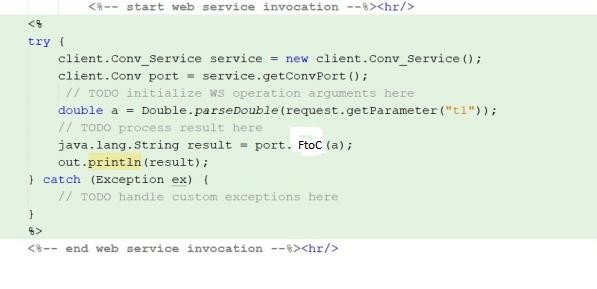 <%-- start web service invocation --%><hr/>
<%
try {
client.Conv_Service service = new client.Conv_Service();
client.Conv port = service.getConvPort();
// TODO initialize WS operation arguments here
double a = Double.parseDouble(request.getParameter("t1"));
// TODO process result here
java.lang.String result = port. FtoC (a);
out.println(result);
} catch (Exception ex) {
// TODO handle custom exceptions here
}
%>
<%-- end web service invocation --%><hr/>